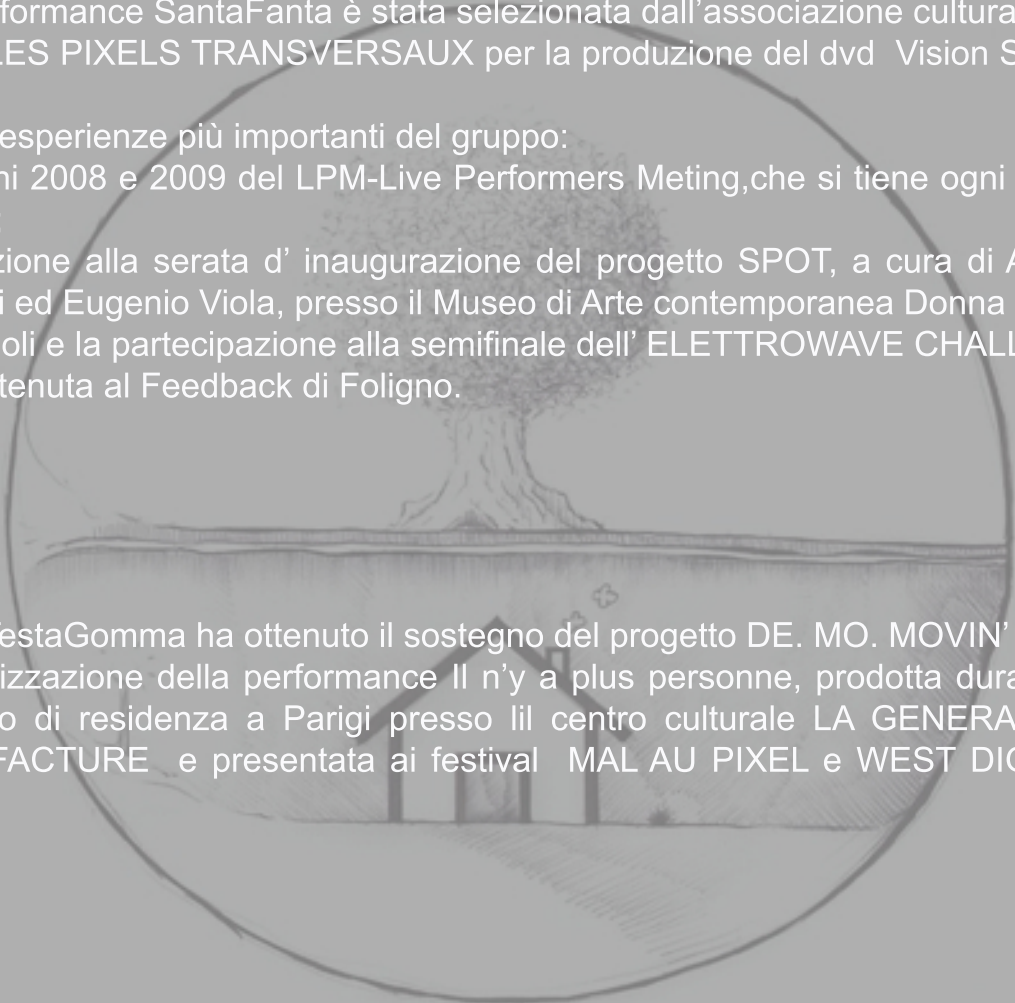 formance SantaFanta è stata selezionata dall'associazione cultura
LES PIXELS TRANSVERSAUX per la produzione del dvd  Vision S
esperienze più importanti del gruppo:
ni 2008 e 2009 del LPM-Live Performers Meting,che si tiene ogni
zione alla serata d' inaugurazione del progetto SPOT, a cura di A
i ed Eugenio Viola, presso il Museo di Arte contemporanea Donna
oli e la partecipazione alla semifinale dell' ELETTROWAVE CHALL
tenuta al Feedback di Foligno.
TestaGomma ha ottenuto il sostegno del progetto DE. MO. MOVIN'
izzazione della performance Il n'y a plus personne, prodotta dura
o di residenza a Parigi presso lil centro culturale LA GENERA
FACTURE  e presentata ai festival  MAL AU PIXEL e WEST DIG